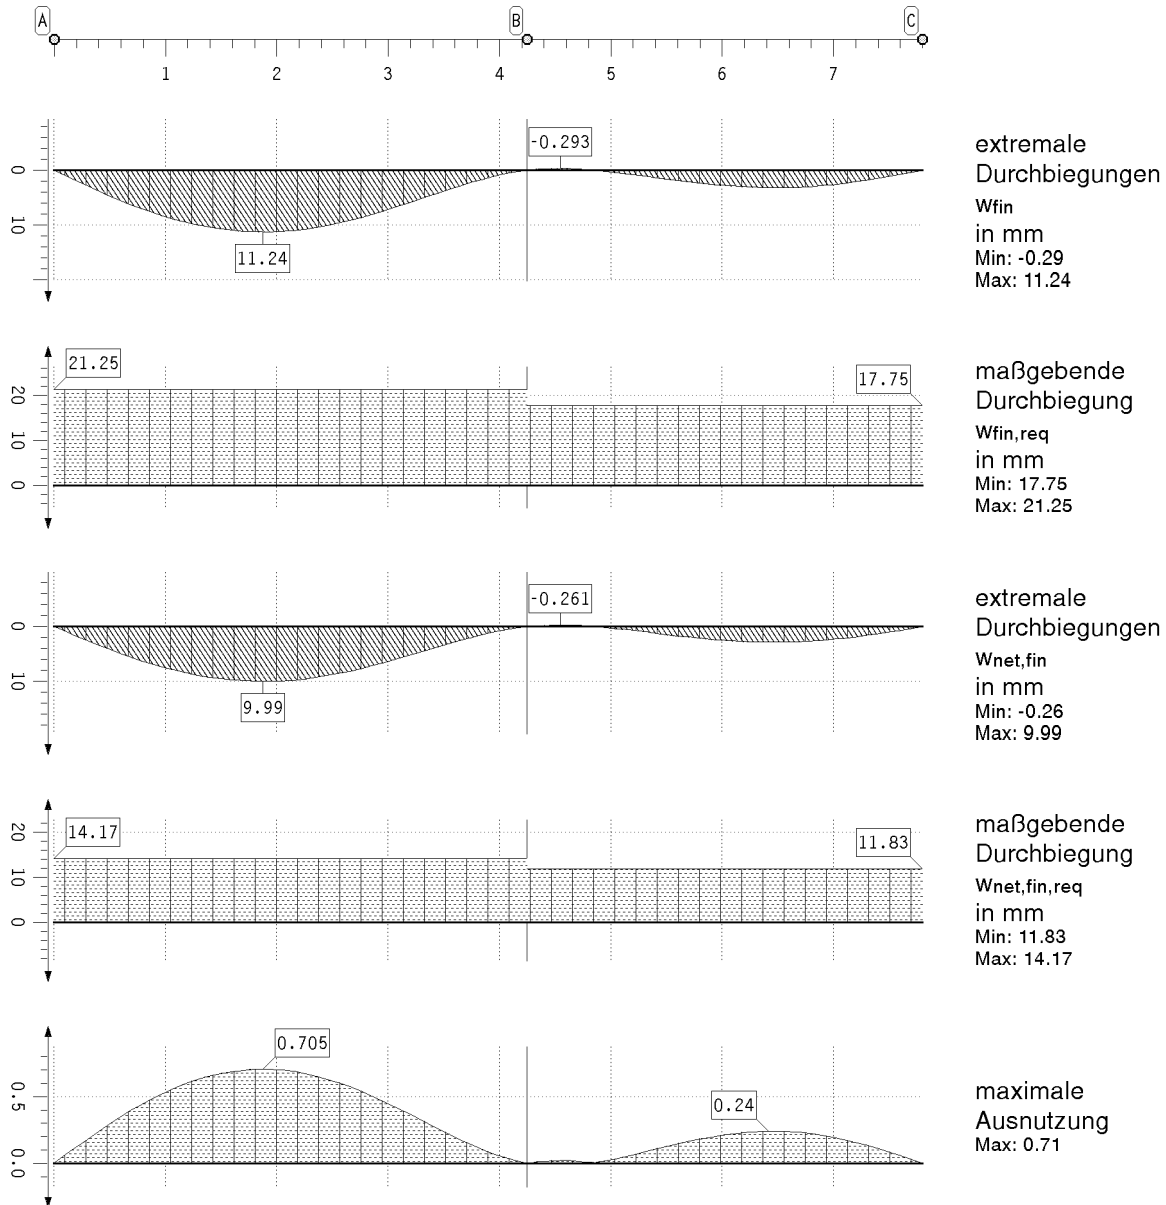 A B C
1 2 3 4 5 6 7
-0.293
0
10
11.24
extremale
Durchbiegungen
Wfin
in mm
Min: -0.29
Max: 11.24
21.25
17.75
20
10
0
maßgebende
Durchbiegung
Wfin,req
in mm
Min: 17.75
Max: 21.25
-0.261
0
10
9.99
extremale
Durchbiegungen
Wnet,fin
in mm
Min: -0.26
Max: 9.99
14.17
11.83
20
10
0
maßgebende
Durchbiegung
Wnet,fin,req
in mm
Min: 11.83
Max: 14.17
0.705
0.24
0.5
0.0
maximale
Ausnutzung
Max: 0.71